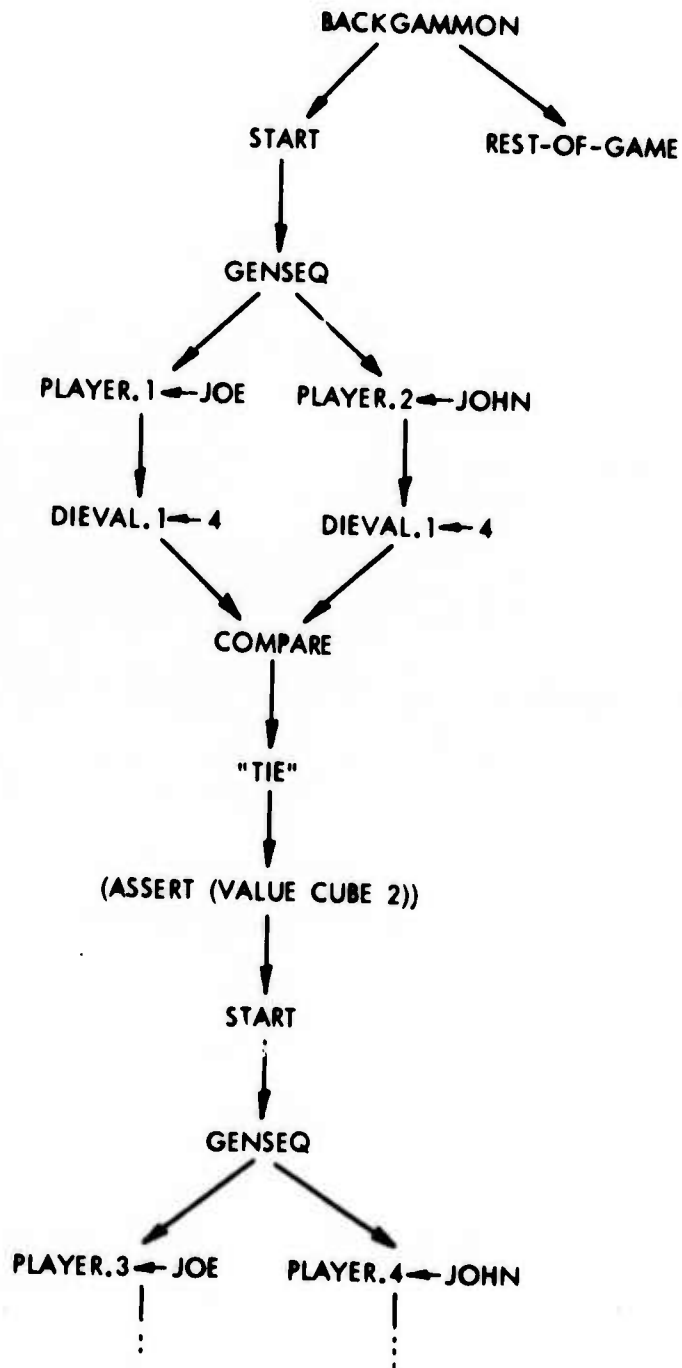 BACKGAMMON
START
REST-OF-GAME
GENSEQ
PLAYER.1←JOE
PLAYER.2←JOHN
DIEVAL.1←4
DIEVAL.1←4
COMPARE
"TIE"
(ASSERT (VALUE CUBE 2))
START
GENSEQ
PLAYER.3←JOE
PLAYER.4←JOHN